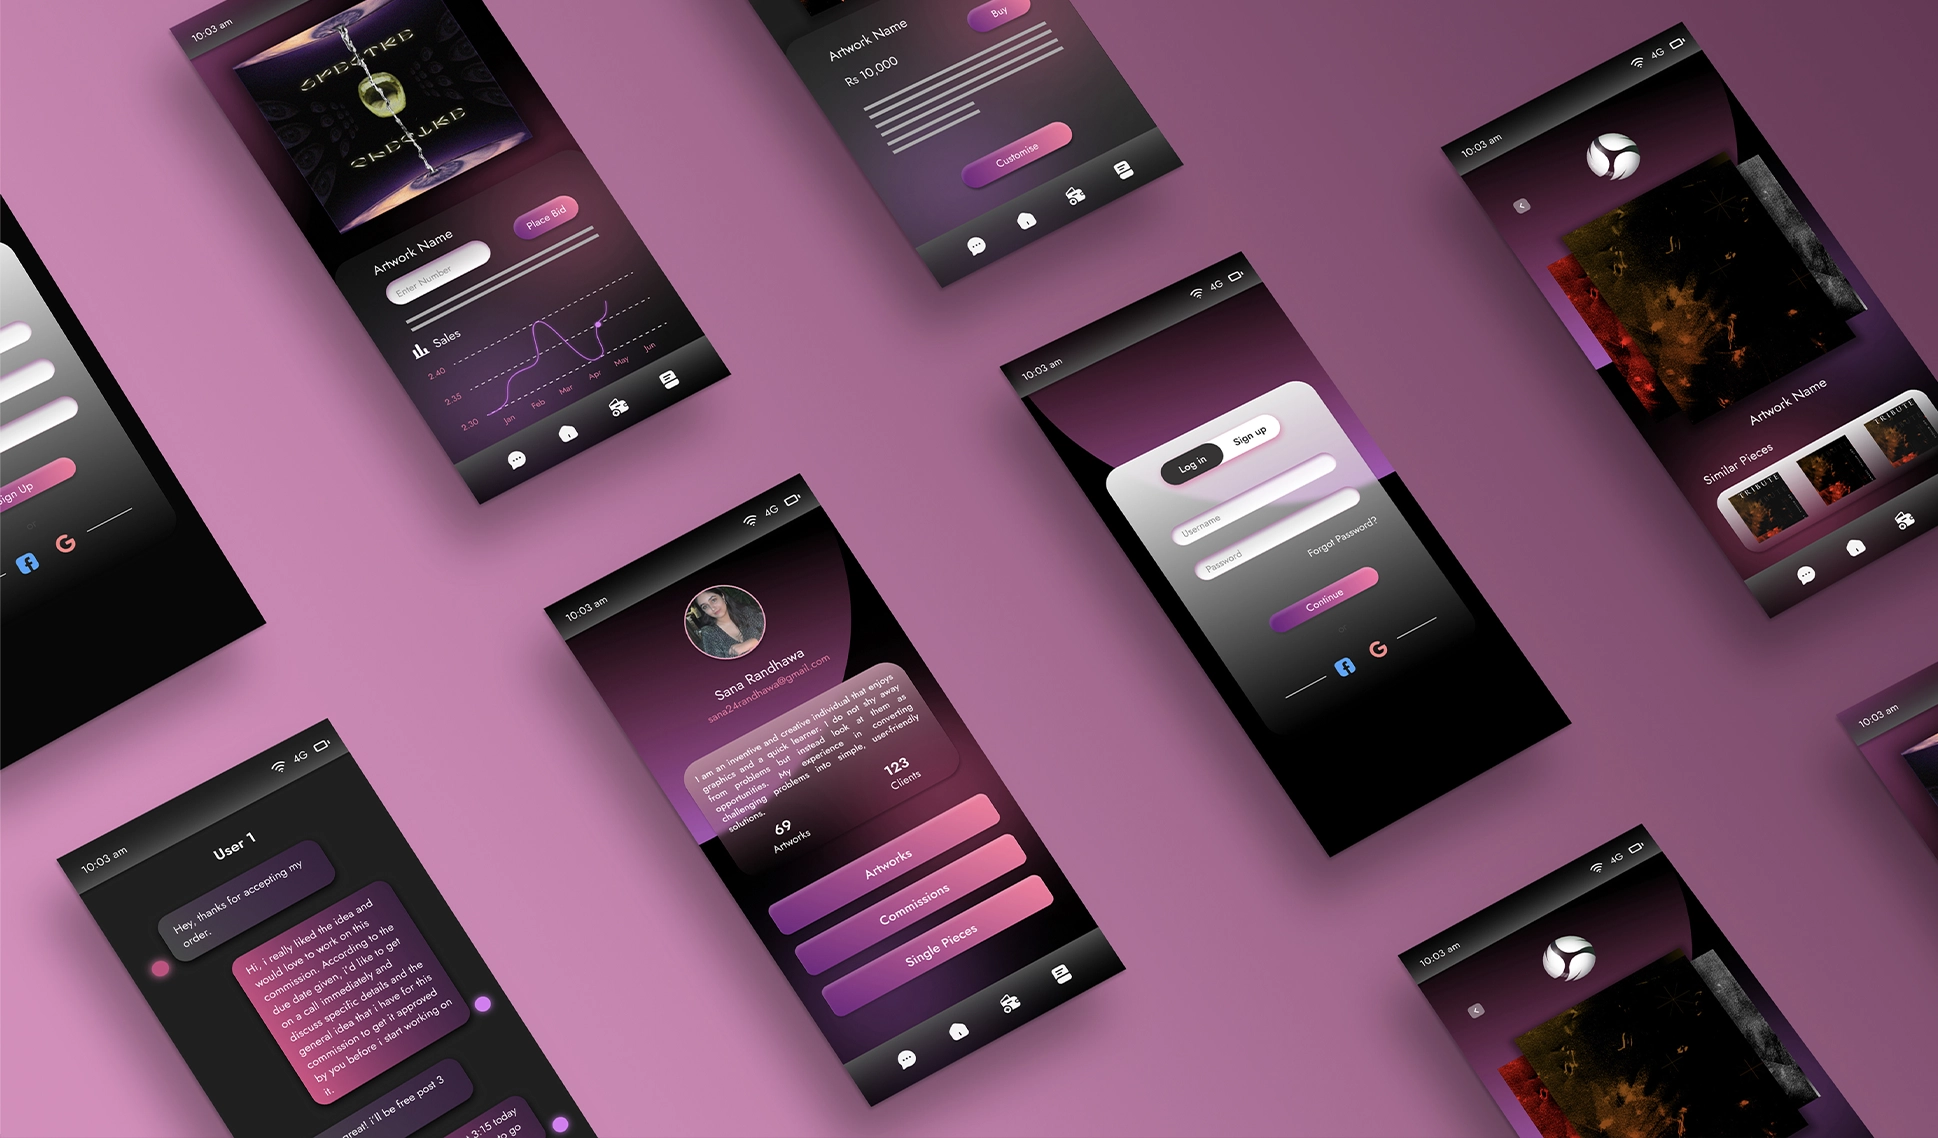 10:03 am
SPECTRE
SPECTRE
Artwork Name
Place Bid
Enter Number
Sales
2.40
2.35
2.30
Jan
Feb
Mar
Apr
May
Jun
Artwork Name
Buy
Rs 10,000
Customise
10:03 am
4G
Artwork Name
Similar Pieces
TRIBUTE
TRIBUTE
Sign Up
or
10:03 am
4G
Log in
Sign up
Username
Password
Forgot Password?
Continue
or
10:03 am
4G
Sana Randhawa
sana24randhawa@gmail.com
I am an inventive and creative individual that enjoys
graphics and a quick learner. I do not shy away
from problems but instead look at them as
opportunities. My experience in converting
challenging problems into simple, user-friendly
solutions.
69
Artworks
123
Clients
Artworks
Commissions
Single Pieces
10:03 am
4G
User 1
Hey, thanks for accepting my
order.
Hi, i really liked the idea and
would love to work on this
commission. According to the
due date given, i'd like to get
on a call immediately and
discuss specific details and the
general idea that i have for this
commission to get it approved
by you before i start working on
it.
great! i'll be free post 3
3:15 today
to go
10:03 am
10:03 am
4G